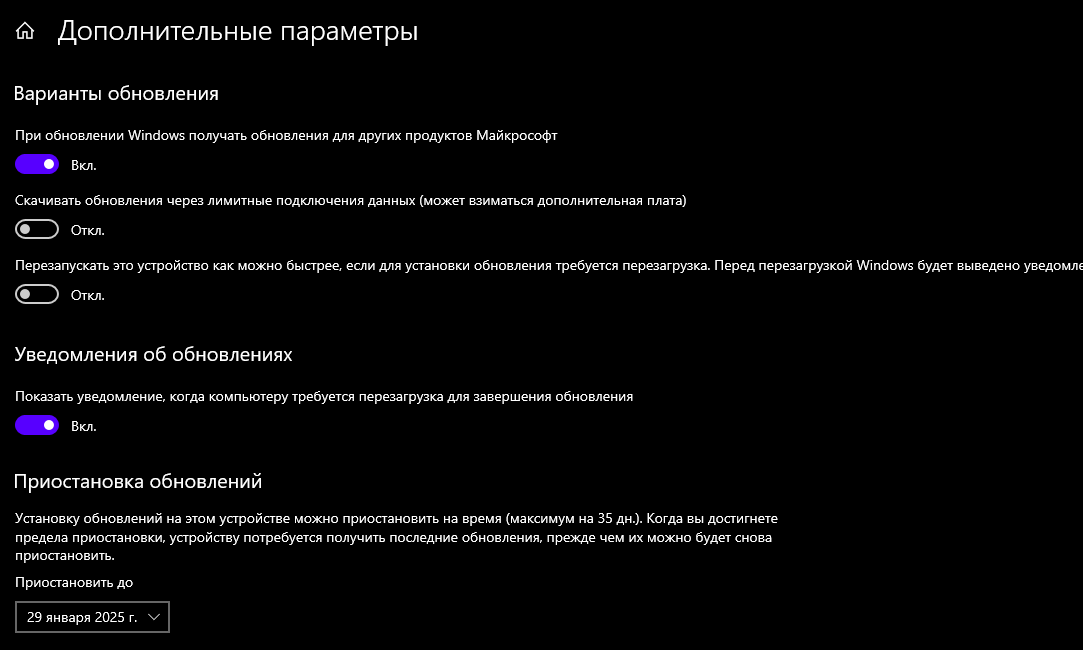 Дополнительные параметры
Варианты обновления
При обновлении Windows получать обновления для других продуктов Майкрософт
Вкл.
Скачивать обновления через лимитные подключения данных (может взиматься дополнительная плата)
Откл.
Перезапускать это устройство как можно быстрее, если для установки обновления требуется перезагрузка. Перед перезагрузкой Windows будет выведено
Откл.
Уведомления об обновлениях
Показать уведомление, когда компьютеру требуется перезагрузка для завершения обновления
Вкл.
Приостановка обновлений
Установку обновлений на этом устройстве можно приостановить на время (максимум на 35 дн.). Когда вы достигнете
предела приостановки, устройству потребуется получить последние обновления, прежде чем их можно будет снова
приостановить.
Приостановить до
29 января 2025 г.